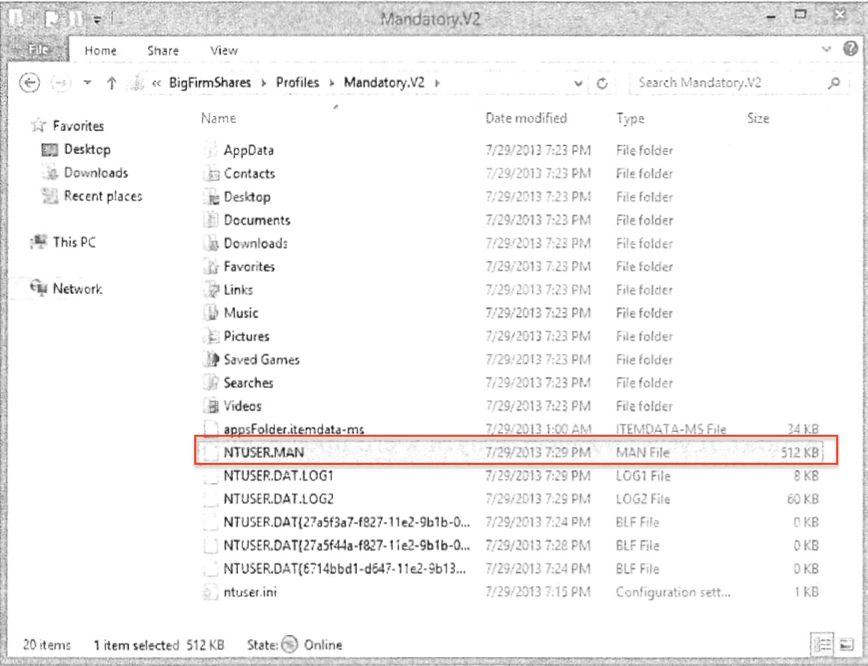 Mandatory.V2
File Home Share View
« BigFirmShares Profiles Mandatory.V2 Search Mandatory.V2
Name Date modified Type Size
Favorites
Desktop
Downloads
Recent places
This PC
Network
AppData 7/29/2013 7:23 PM File folder
Contacts 7/29/2013 7:23 PM File folder
Desktop 7/29/2013 7:23 PM File folder
Documents 7/29/2013 7:23 PM File folder
Downloads 7/29/2013 7:23 PM File folder
Favorites 7/29/2013 7:23 PM File folder
Links 7/29/2013 7:23 PM File folder
Music 7/29/2013 7:23 PM File folder
Pictures 7/29/2013 7:23 PM File folder
Saved Games 7/29/2013 7:23 PM File folder
Searches 7/29/2013 7:23 PM File folder
Videos 7/29/2013 7:23 PM File folder
appsFolder.itemdata-ms 7/29/2013 1:00 AM ITEMDATA-MS File 34 KB
NTUSER.MAN 7/29/2013 7:29 PM MAN File 512 KB
NTUSER.DAT.LOG1 7/29/2013 7:29 PM LOG1 File 8 KB
NTUSER.DAT.LOG2 7/29/2013 7:29 PM LOG2 File 60 KB
NTUSER.DAT{27a5f3a7-f827-11e2-9b1b-0... 7/29/2013 7:24 PM BLF File 0 KB
NTUSER.DAT{27a5f44a-f827-11e2-9b1b-0... 7/29/2013 7:28 PM BLF File 0 KB
NTUSER.DAT{6714bbd1-d647-11e2-9b13... 7/29/2013 7:24 PM BLF File 0 KB
ntuser.ini 7/29/2013 7:15 PM Configuration sett... 1 KB
20 items 1 item selected 512 KB State: Online